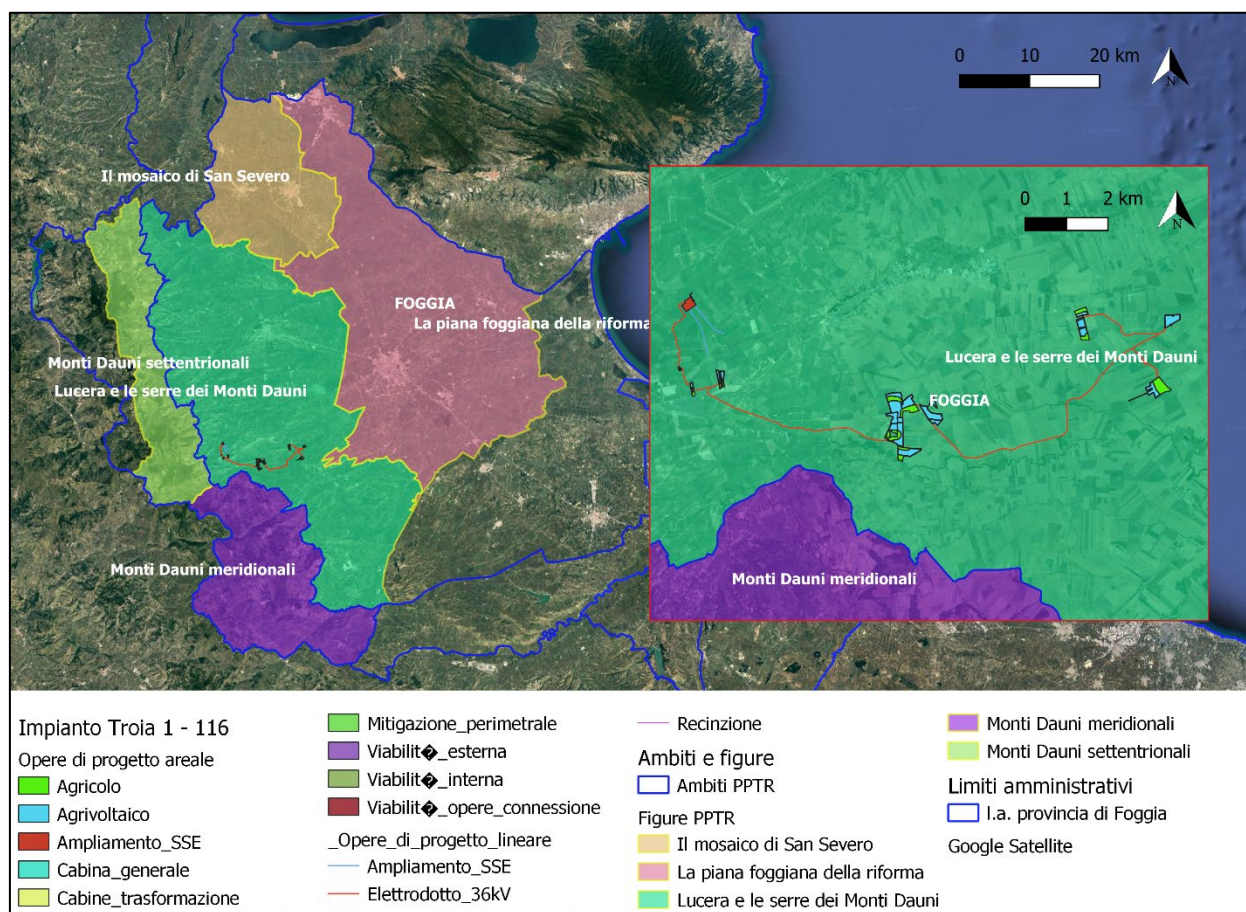 0 10 20 km
N
Il mosaico di San Severo
0 1 2 km
N
FOGGIA
La piana foggiana della riforma
Monti Dauni settentrionali
Lucera e le serre dei Monti Dauni
Lucera e le serre dei Monti Dauni
FOGGIA
Monti Dauni meridionali
Monti Dauni meridionali
Impianto Troia 1 - 116
Opere di progetto areale
Agricolo
Agrivoltaico
Ampliamento_SSE
Cabina_generale
Cabine_trasformazione
Mitigazione_perimetrale
Viabilit�_esterna
Viabilit�_interna
Viabilit�_opere_connessione
_Opere_di_progetto_lineare
Ampliamento_SSE
Elettrodotto_36kV
Recinzione
Ambiti e figure
Ambiti PPTR
Figure PPTR
Il mosaico di San Severo
La piana foggiana della riforma
Lucera e le serre dei Monti Dauni
Monti Dauni meridionali
Monti Dauni settentrionali
Limiti amministrativi
l.a. provincia di Foggia
Google Satellite